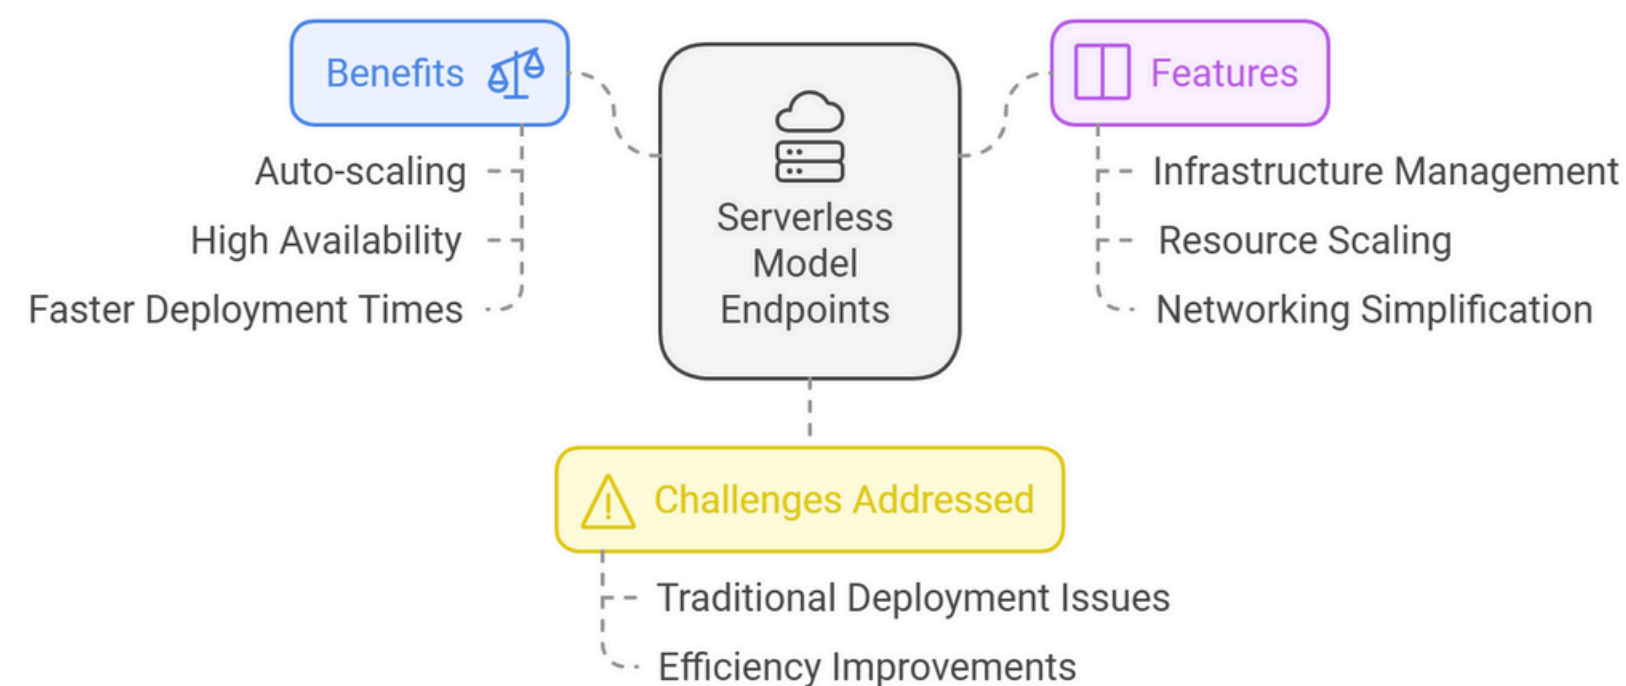 Benefits
Auto-scaling
High Availability
Faster Deployment Times
Serverless
Model
Endpoints
Features
Infrastructure Management
Resource Scaling
Networking Simplification
Challenges Addressed
Traditional Deployment Issues
Efficiency Improvements